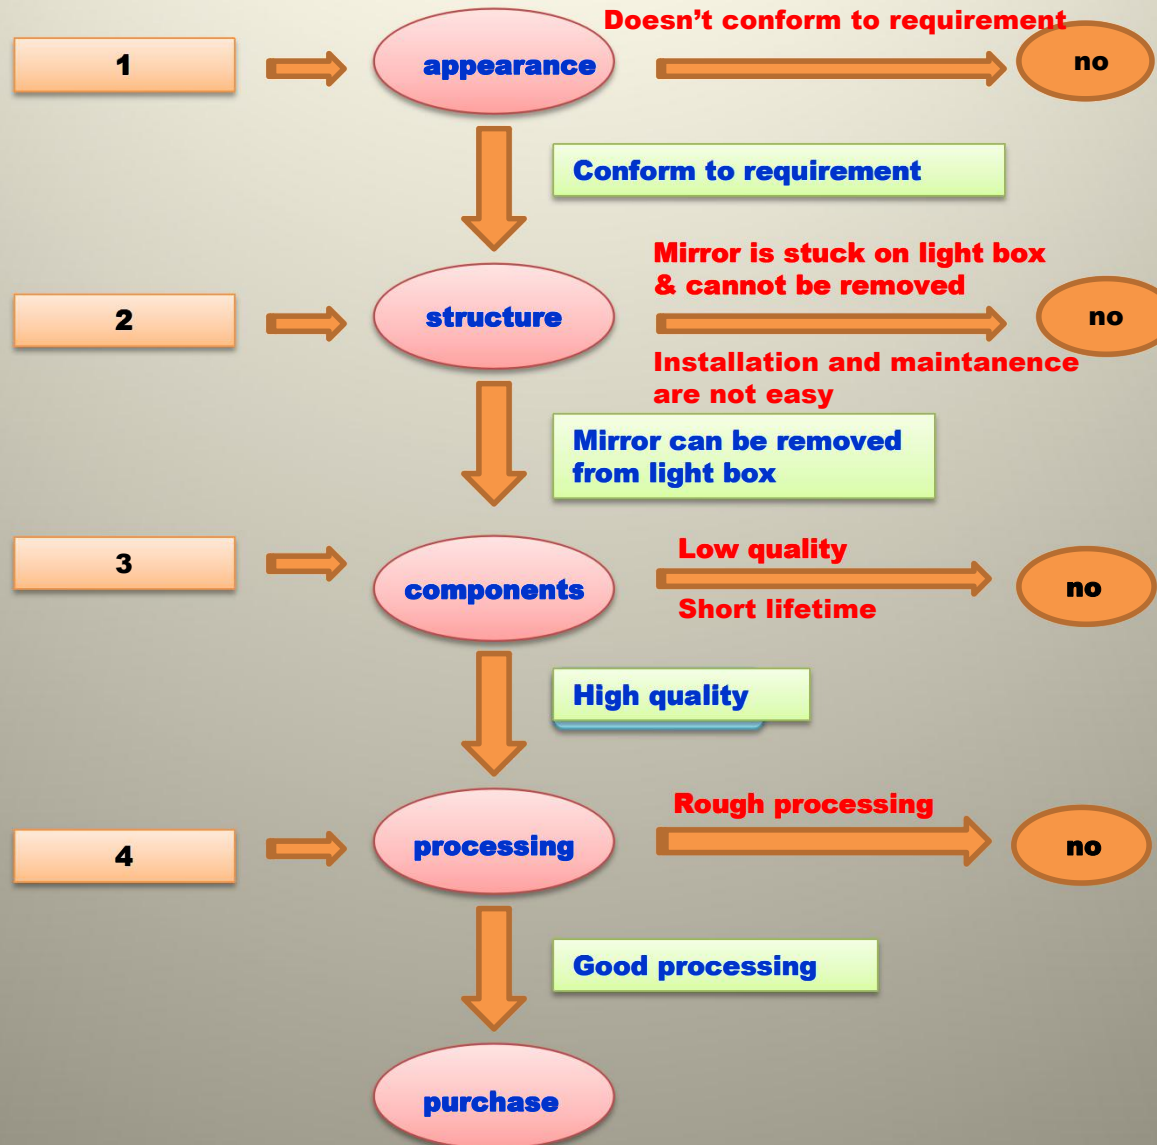 Doesn’t conform to requirement
1
appearance
no
Conform to requirement
Mirror is stuck on light box
& cannot be removed
2
structure
no
Installation and maintanence
are not easy
Mirror can be removed
from light box
3
components
Low quality
Short lifetime
no
High quality
Rough processing
4
processing
no
Good processing
purchase